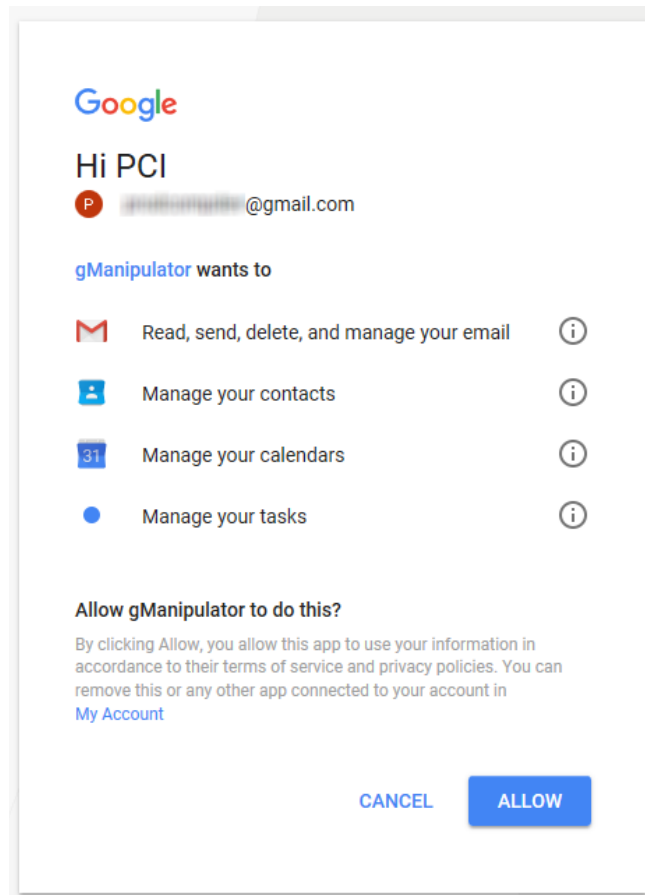 Google
Hi PCI
P @gmail.com
gManipulator wants to
Read, send, delete, and manage your email
Manage your contacts
31 Manage your calendars
Manage your tasks
Allow gManipulator to do this?
By clicking Allow, you allow this app to use your information in
accordance to their terms of service and privacy policies. You can
remove this or any other app connected to your account in
My Account
CANCEL ALLOW